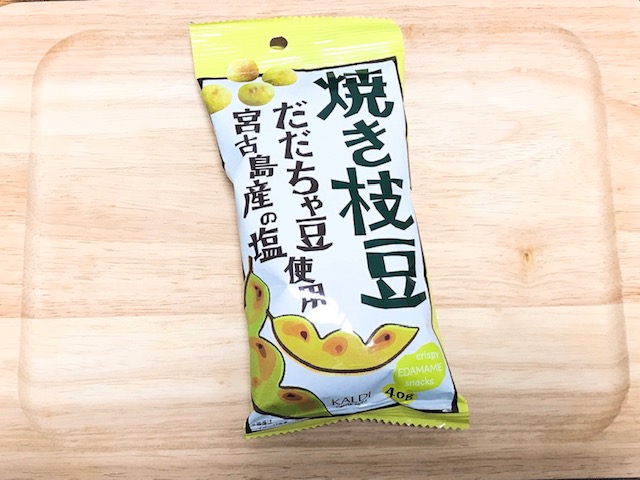 焼き枝豆
だだちゃ豆使用
宮古島産の塩
crispy
EDAMAME
snacks
KALDI
40g